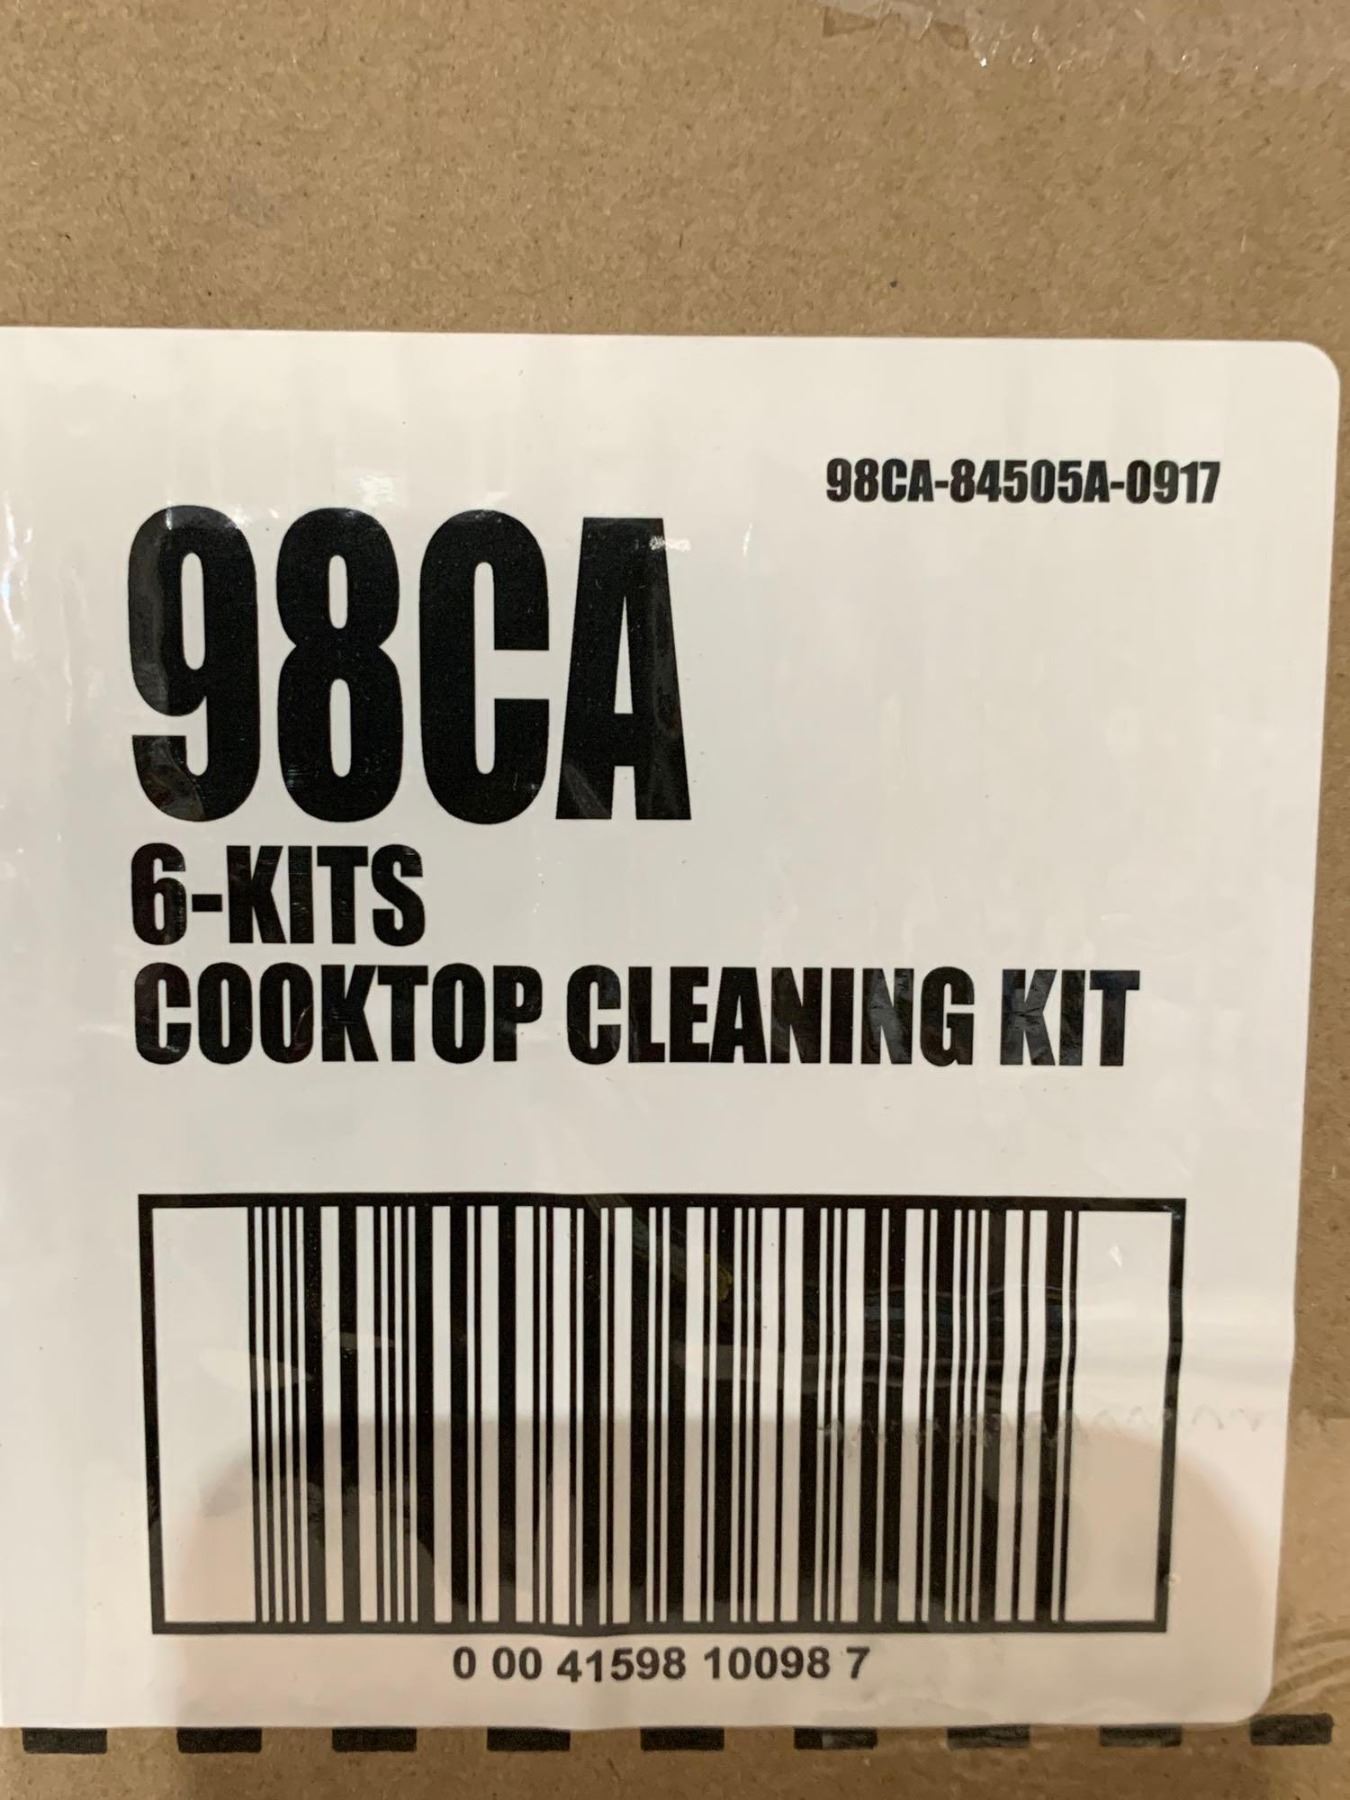 98CA-84505A-0917
98CA
6-KITS
COOKTOP CLEANING KIT
0 00 41598 10098 7